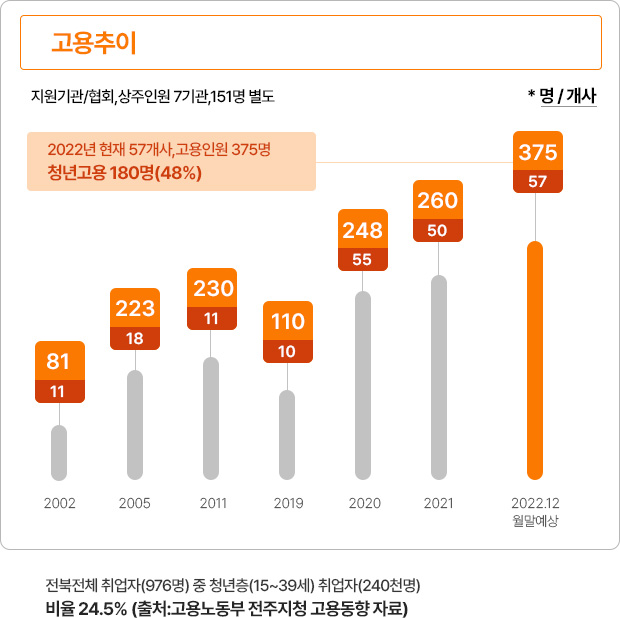 고용추이
지원기관/협회,상주인원 7기관,151명 별도
* 명 / 개사
2022년 현재 57개사,고용인원 375명
청년고용 180명(48%)
375
57
260
50
248
55
230
11
223
18
110
10
81
11
2002
2005
2011
2019
2020
2021
2022.12
월말예상
전북전체 취업자(976명) 중 청년층(15~39세) 취업자(240천명)
비율 24.5% (출처:고용노동부 전주지청 고용동향 자료)